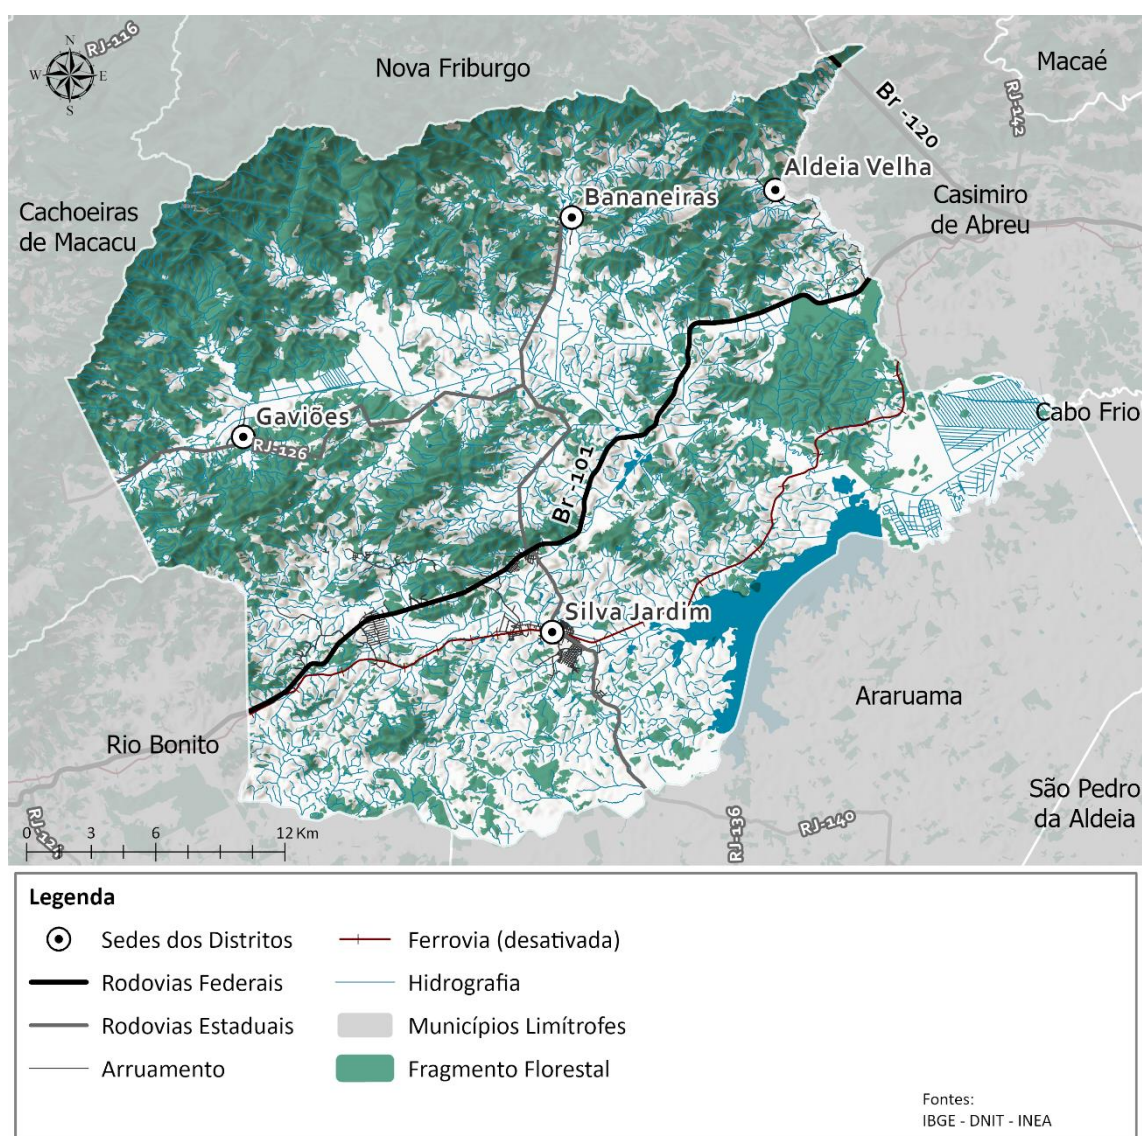 N
W
E
S
RJ-116
Nova Friburgo
Macaé
RJ-142
Br -120
Aldeia Velha
Bananeiras
Casimiro
de Abreu
Cachoeiras
de Macacu
Gaviões
RJ-126
Cabo Frio
Br -101
Silva Jardim
Araruama
Rio Bonito
São Pedro
da Aldeia
RJ-136
RJ-140
0
3
6
12 Km
Legenda
Sedes dos Distritos
Rodovias Federais
Rodovias Estaduais
Arruamento
Ferrovia (desativada)
Hidrografia
Municípios Limítrofes
Fragmento Florestal
Fontes:
IBGE - DNIT - INEA